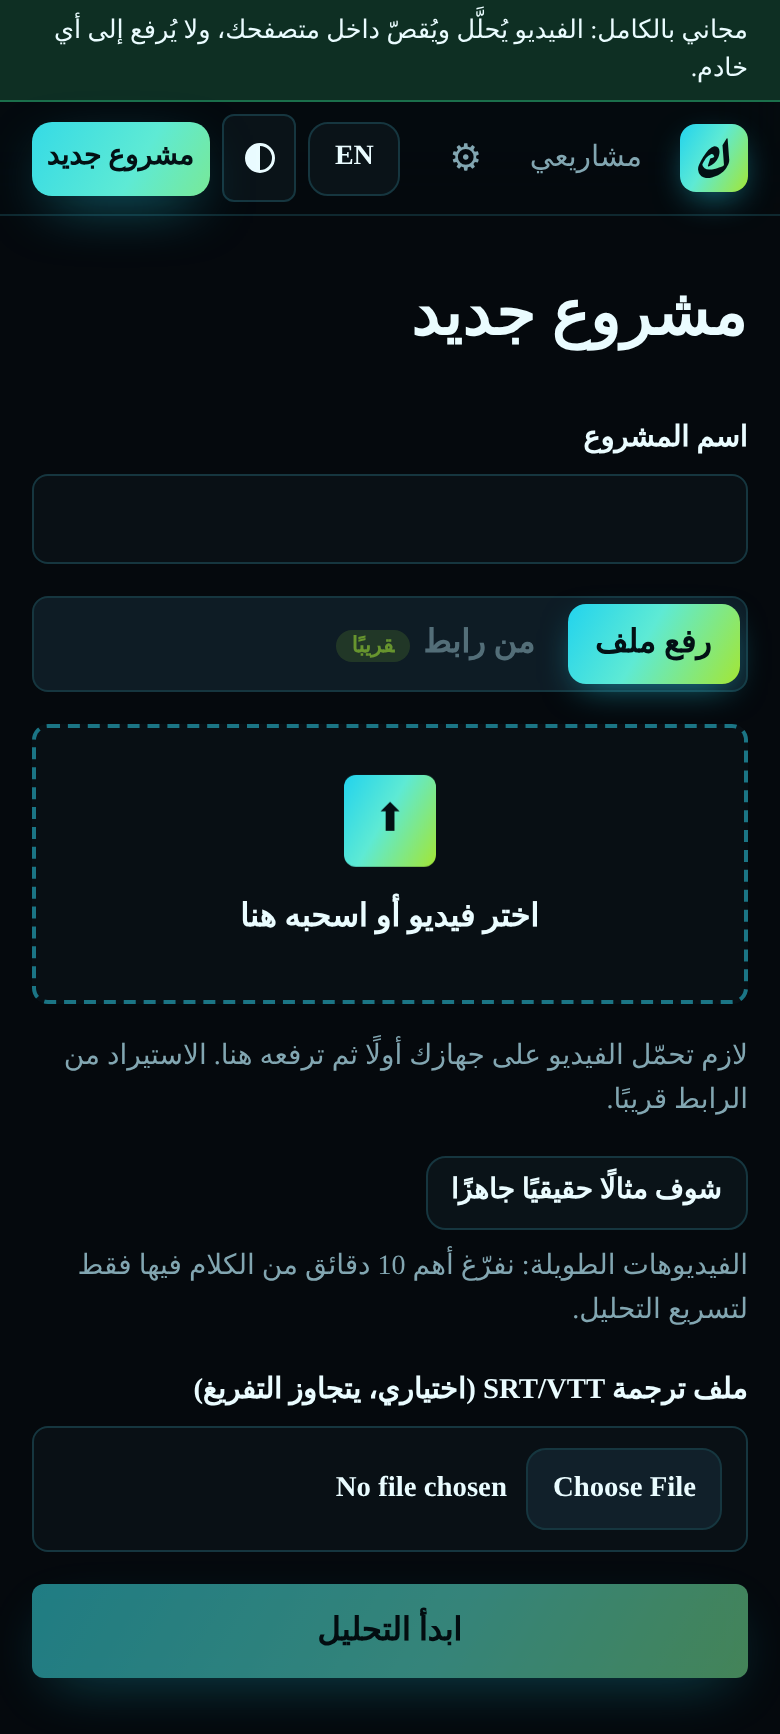 مجاني بالكامل: الفيديو يُحلَّل ويُقصّ داخل متصفحك، ولا يُرفع إلى أي
خادم.
ك
مشاريعي
EN
مشروع جديد
مشروع جديد
اسم المشروع
رفع ملف
من رابط
قريبًا
اختر فيديو أو اسحبه هنا
لازم تحمّل الفيديو على جهازك أولًا ثم ترفعه هنا. الاستيراد من
الرابط قريبًا.
شوف مثالًا حقيقيًا جاهزًا
الفيديوهات الطويلة: نفرّغ أهم 10 دقائق من الكلام فيها فقط
لتسريع التحليل.
ملف ترجمة SRT/VTT (اختياري، يتجاوز التفريغ)
Choose File
No file chosen
ابدأ التحليل